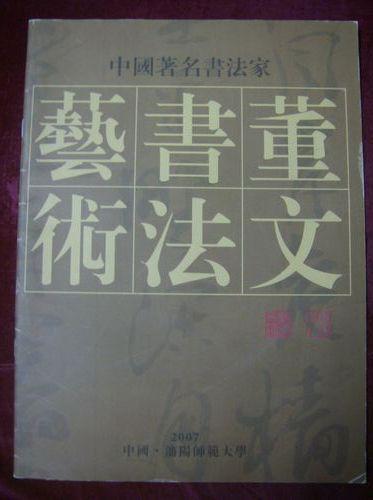 中國著名書法家
董文
書法
藝術
2007
中國·瀋陽師範大學